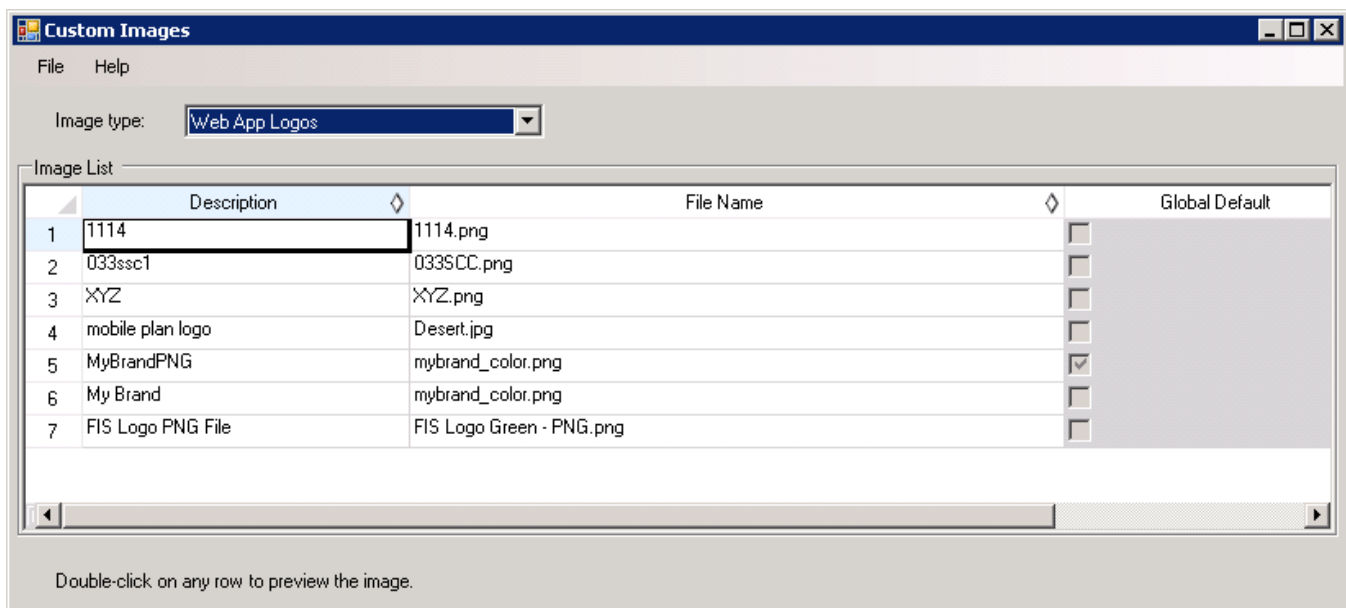 Custom Images
File Help
Image type: Web App Logos
Image List
Description File Name Global Default
1 1114 1114.png
2 033ssc1 033SCC.png
3 XYZ XYZ.png
4 mobile plan logo Desert.jpg
5 MyBrandPNG mybrand_color.png
6 My Brand mybrand_color.png
7 FIS Logo PNG File FIS Logo Green - PNG.png
Double-click on any row to preview the image.